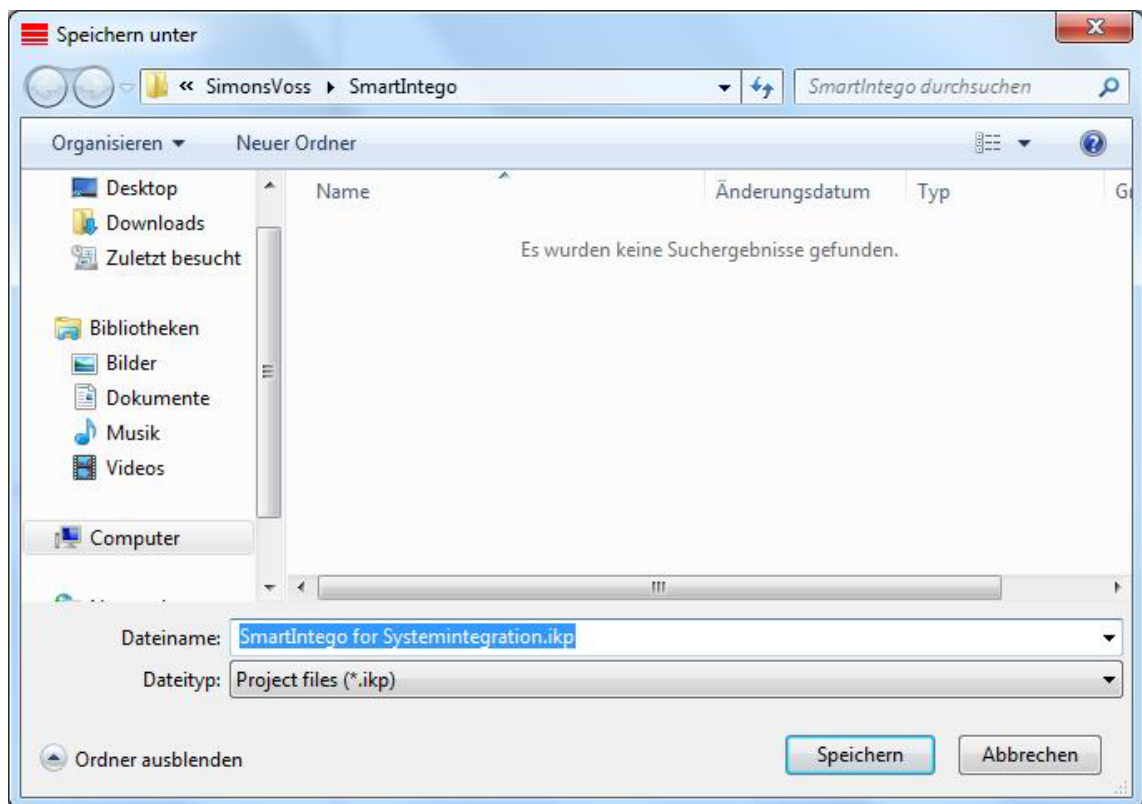 Speichern unter
« SimonsVoss ▸ SmartIntego
SmartIntego durchsuchen
Organisieren
Neuer Ordner
Desktop
Downloads
Zuletzt besucht
Bibliotheken
Bilder
Dokumente
Musik
Videos
Computer
Name
Änderungsdatum
Typ
Es wurden keine Suchergebnisse gefunden.
Dateiname: SmartIntego for Systemintegration.ikp
Dateityp: Project files (*.ikp)
Ordner ausblenden
Speichern
Abbrechen